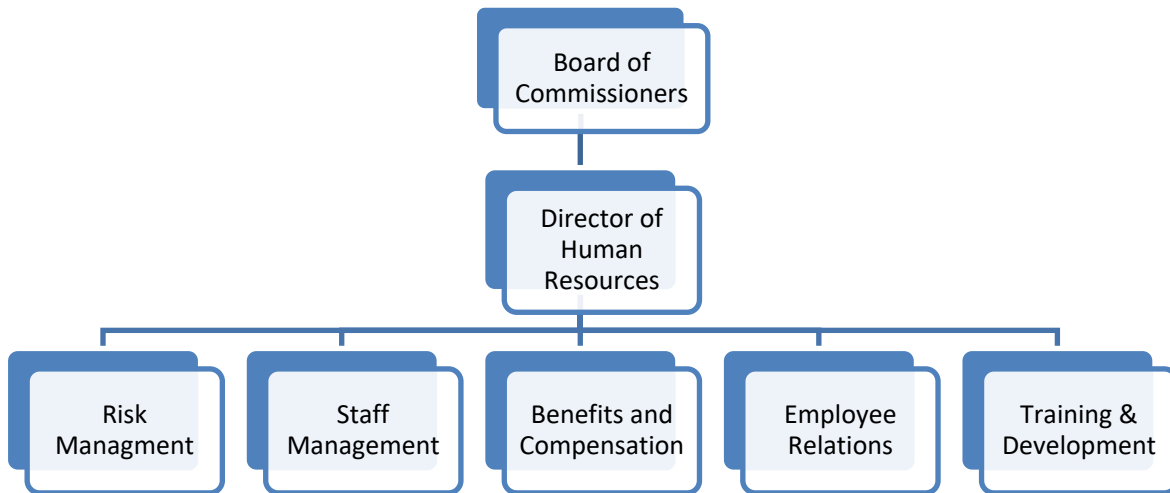 Board of
Commissioners
Director of
Human
Resources
Risk
Managment
Staff
Management
Benefits and
Compensation
Employee
Relations
Training &
Development